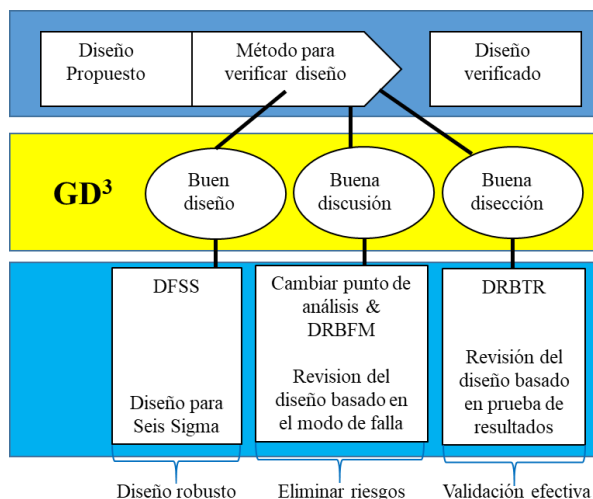 Diseño
Propuesto
Método para
verificar diseño
Diseño
verificado
GD³
Buen
diseño
Buena
discusión
Buena
disección
DFSS
Diseño para
Seis Sigma
Cambiar punto de
análisis &
DRBFM
Revision del
diseño basado en
el modo de falla
DRBTR
Revisión del
diseño basado
en prueba de
resultados
Diseño robusto
Eliminar riesgos
Validación efectiva